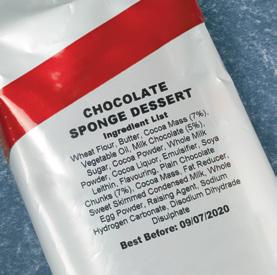 CHOCOLATE
SPONGE DESSERT
Ingredient List
Wheat Flour, Butter, Cocoa Mass (7%),
Vegetable Oil, Milk Chocolate (5%),
Sugar, Cocoa Powder, Whole Milk
Powder, Cocoa Liquor, Emulsifier, Soya
Leithin, Flavouring, Plain Chocolate
Chunks (7%), Cocoa Mass, Fat Reducer,
Sweet Skimmed Condensed Milk, Whole
Egg Powder, Raising Agent, Sodium
Hydrogen Carbonate, Disodium Dihydrade
Disulphate
Best Before: 09/07/2020